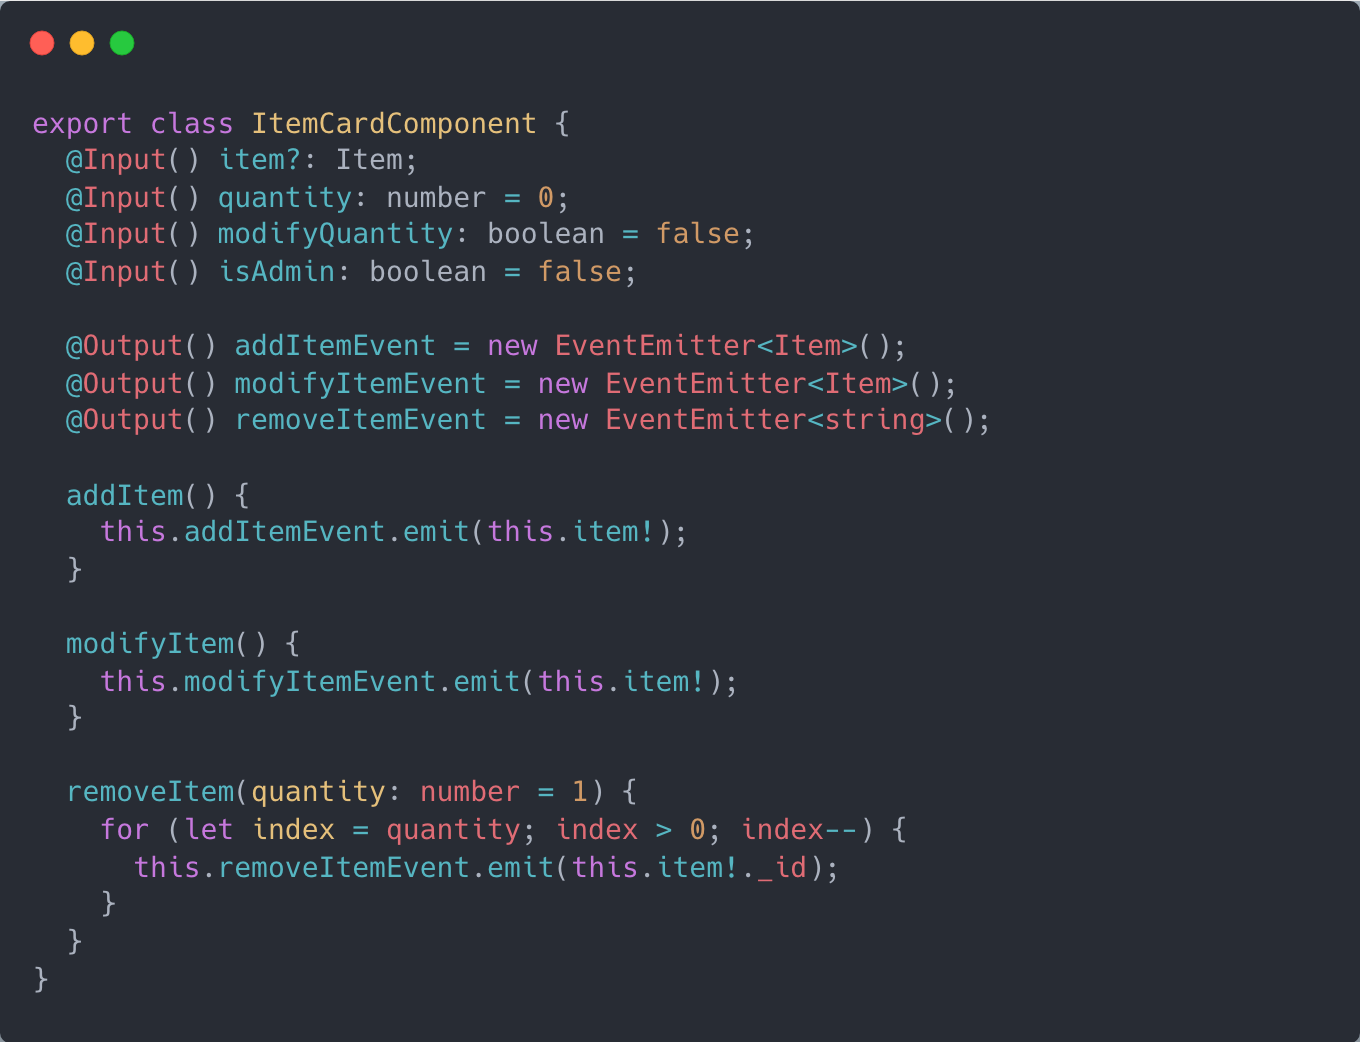 export class ItemCardComponent {
  @Input() item?: Item;
  @Input() quantity: number = 0;
  @Input() modifyQuantity: boolean = false;
  @Input() isAdmin: boolean = false;

  @Output() addItemEvent = new EventEmitter<Item>();
  @Output() modifyItemEvent = new EventEmitter<Item>();
  @Output() removeItemEvent = new EventEmitter<string>();

  addItem() {
    this.addItemEvent.emit(this.item!);
  }

  modifyItem() {
    this.modifyItemEvent.emit(this.item!);
  }

  removeItem(quantity: number = 1) {
    for (let index = quantity; index > 0; index--) {
      this.removeItemEvent.emit(this.item!._id);
    }
  }
}